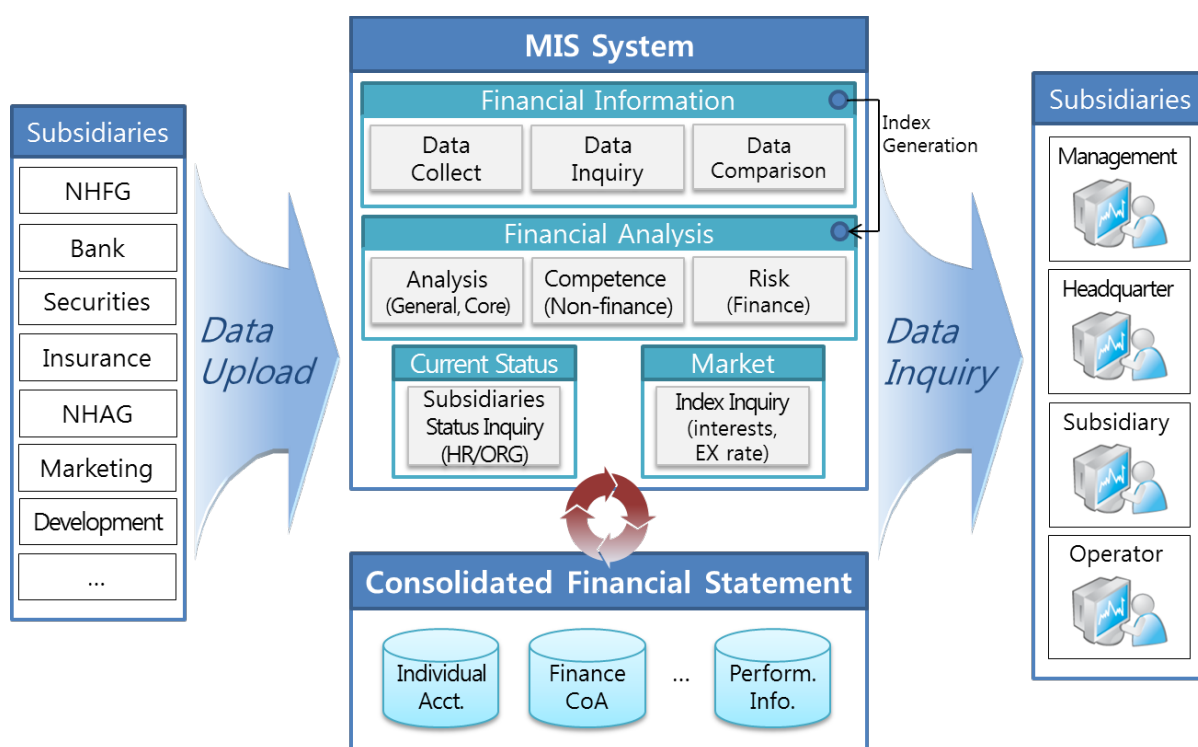 Subsidiaries
NHFG
Bank
Securities
Insurance
NHAG
Marketing
Development
...
Data
Upload
MIS System
Financial Information
Data
Collect
Data
Inquiry
Data
Comparison
Index
Generation
Financial Analysis
Analysis
(General, Core)
Competence
(Non-finance)
Risk
(Finance)
Current Status
Subsidiaries
Status Inquiry
(HR/ORG)
Market
Index Inquiry
(interests,
EX rate)
Consolidated Financial Statement
Individual
Acct.
Finance
CoA
...
Perform.
Info.
Data
Inquiry
Subsidiaries
Management
Headquarter
Subsidiary
Operator